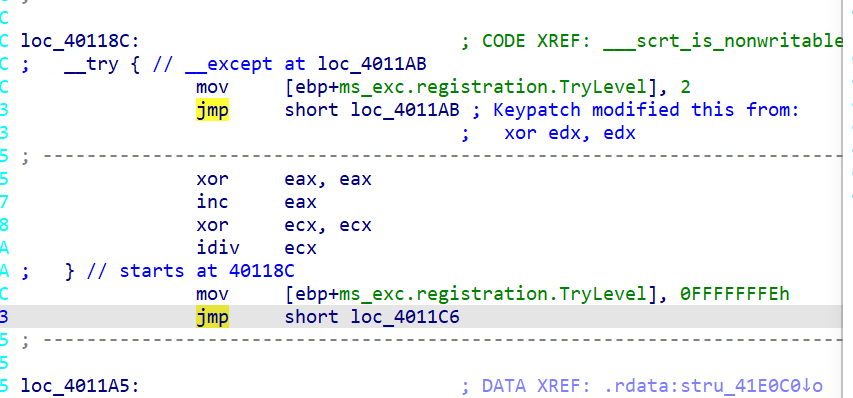 C
C loc_40118C: ; CODE XREF: ___scrt_is_nonwritable
C ; __try { // __except at loc_4011AB
C mov [ebp+ms_exc.registration.TryLevel], 2
3 jmp short loc_4011AB ; Keypatch modified this from:
3 ; xor edx, edx
5 ; ---------------------------------------------------------------------------
5 xor eax, eax
7 inc eax
8 xor ecx, ecx
A idiv ecx
A ; } // starts at 40118C
C mov [ebp+ms_exc.registration.TryLevel], 0FFFFFFFEh
3 jmp short loc_4011C6
5 ; ---------------------------------------------------------------------------
5
5 loc_4011A5: ; DATA XREF: .rdata:stru_41E0C0↓o